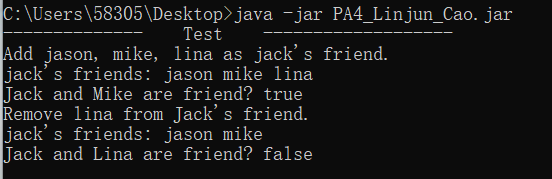 C:\Users\58305\Desktop>java -jar PA4_Linjun_Cao.jar
-------------- Test -------------------
Add jason, mike, lina as jack's friend.
jack's friends: jason mike lina
Jack and Mike are friend? true
Remove lina from Jack's friend.
jack's friends: jason mike
Jack and Lina are friend? false